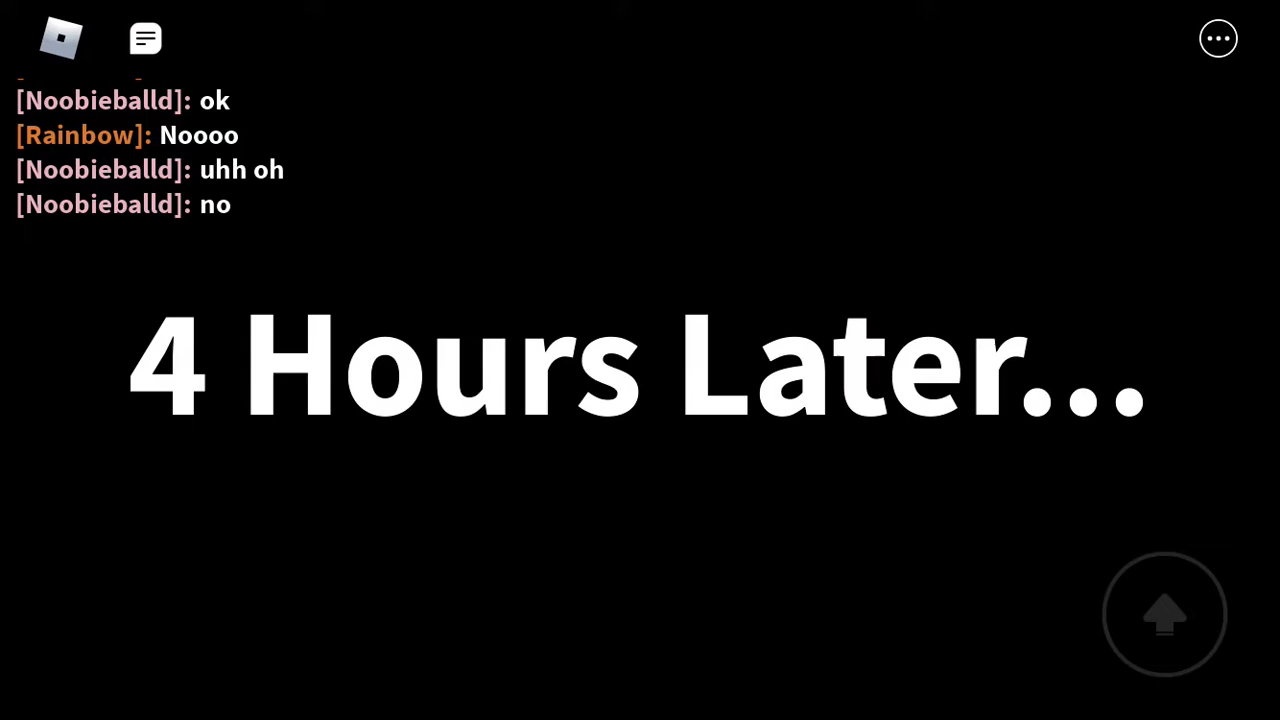 [Noobieballd]: ok
[Rainbow]: Noooo
[Noobieballd]: uhh oh
[Noobieballd]: no
4 Hours Later...